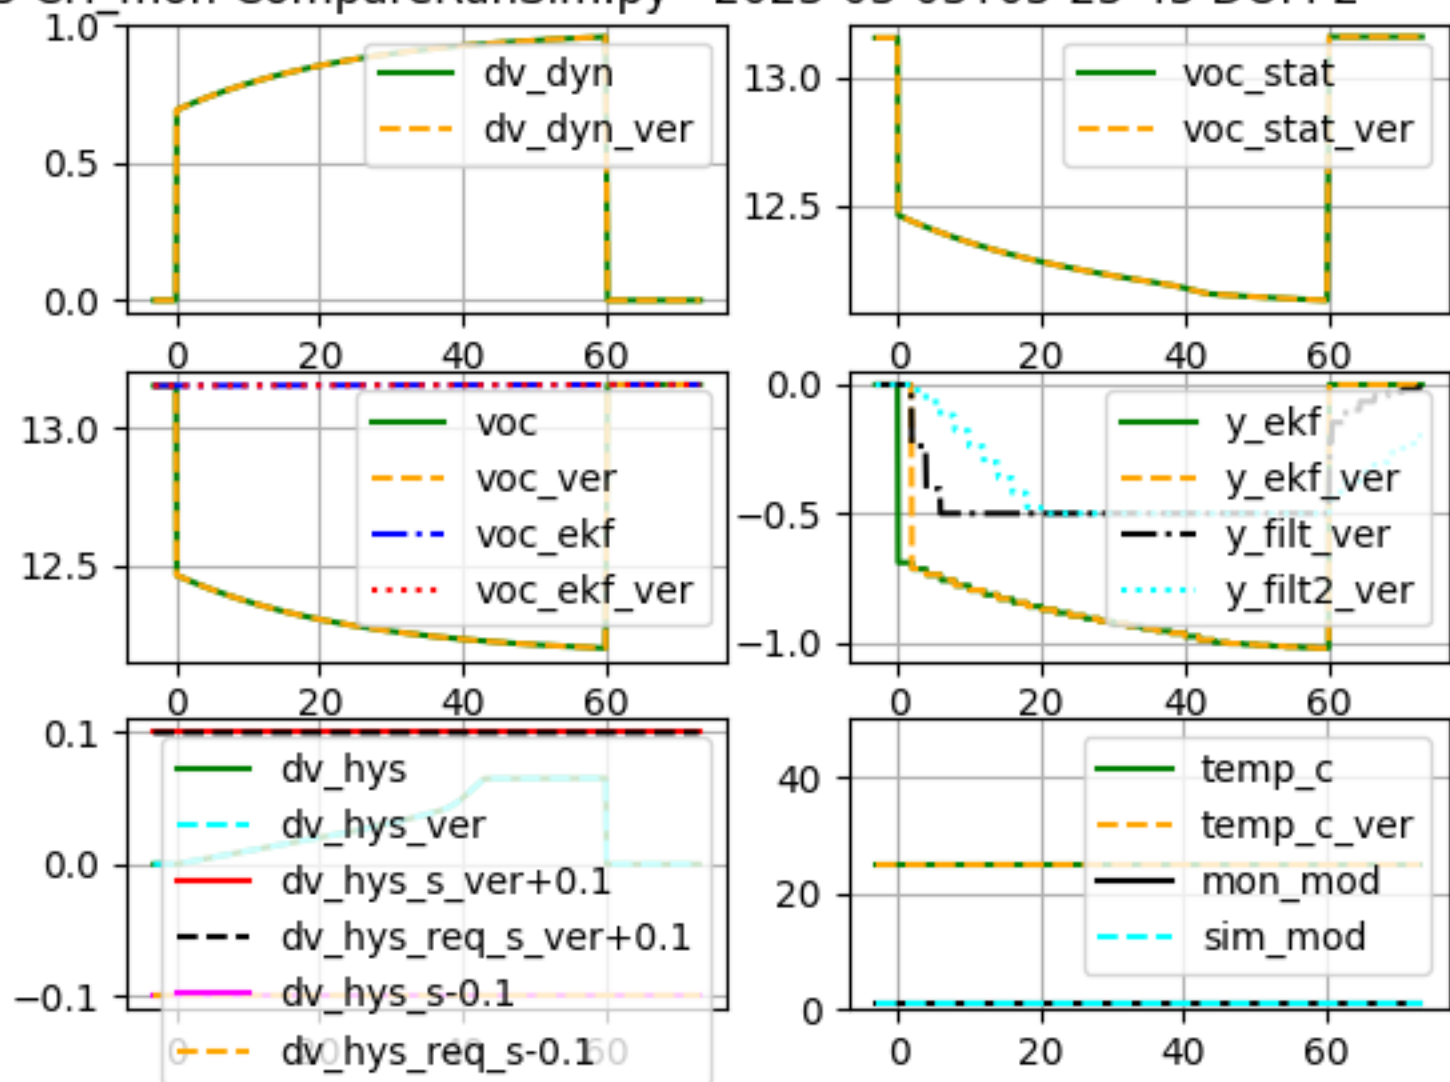 1.0
0.5
0.0
dv_dyn
dv_dyn_ver
0 20 40 60
13.0
12.5
voc_stat
voc_stat_ver
0 20 40 60
13.0
12.5
voc
voc_ver
voc_ekf
voc_ekf_ver
0 20 40 60
0.0
−0.5
−1.0
y_ekf
y_ekf_ver
y_filt_ver
y_filt2_ver
0 20 40 60
0.1
0.0
−0.1
dv_hys
dv_hys_ver
dv_hys_s_ver+0.1
dv_hys_req_s_ver+0.1
dv_hys_s-0.1
dv_hys_req_s-0.1
0 20 40 60
40
20
0
temp_c
temp_c_ver
mon_mod
sim_mod
0 20 40 60